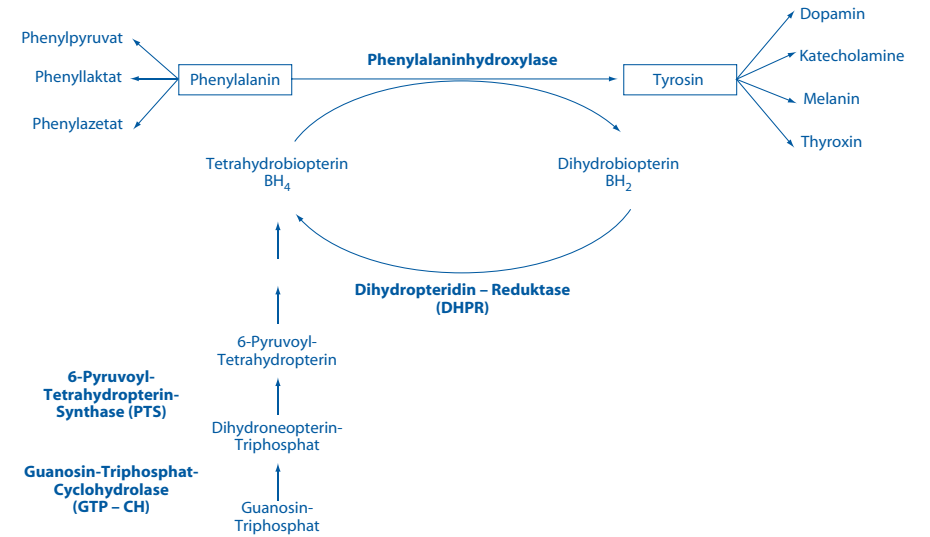 Dopamin
Phenylpyruvat
Katecholamine
Phenylalaninhydroxylase
Phenyllaktat
Phenylalanin
Tyrosin
Melanin
Phenylazetat
Thyroxin
Tetrahydrobiopterin
BH4
Dihydrobiopterin
BH2
Dihydropteridin – Reduktase
(DHPR)
6-Pyruvoyl-
Tetrahydropterin
6-Pyruvoyl-
Tetrahydropterin-
Synthase (PTS)
Dihydroneopterin-
Triphosphat
Guanosin-Triphosphat-
Cyclohydrolase
(GTP – CH)
Guanosin-
Triphosphat